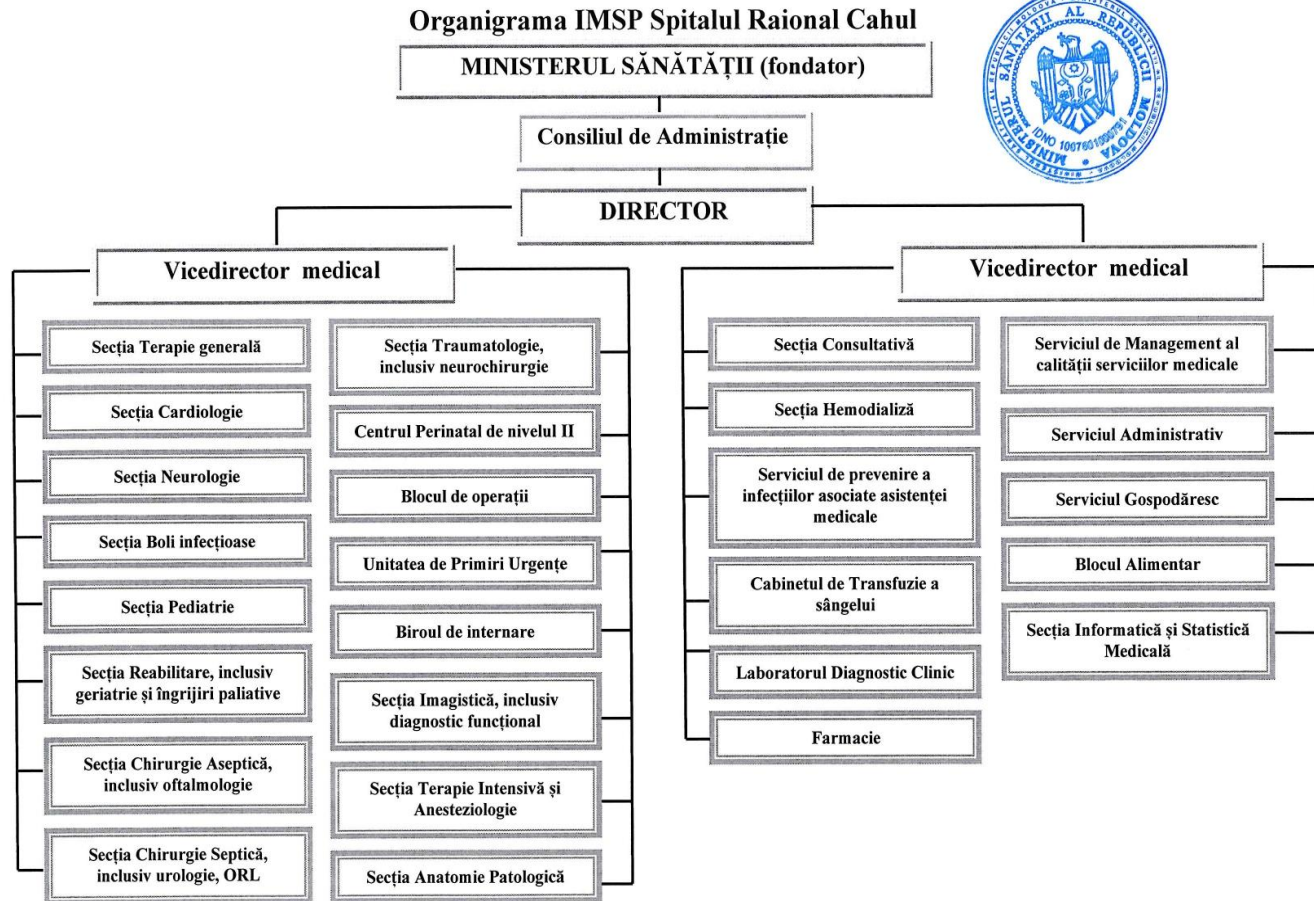 Organigrama IMSP Spitalul Raional Cahul
MINISTERUL SĂNĂTĂȚII (fondator)
Consiliul de Administrație
DIRECTOR
Vicedirector medical
Secția Terapie generală
Secția Cardiologie
Secția Neurologie
Secția Boli infecțioase
Secția Pediatrie
Secția Reabilitare, inclusiv
geriatrie și îngrijiri paliative
Secția Chirurgie Aseptică,
inclusiv oftalmologie
Secția Chirurgie Septică,
inclusiv urologie, ORL
Secția Traumatologie,
inclusiv neurochirurgie
Centrul Perinatal de nivelul II
Blocul de operații
Unitatea de Primiri Urgențe
Biroul de internare
Secția Imagistică, inclusiv
diagnostic funcțional
Secția Terapie Intensivă și
Anesteziologie
Secția Anatomie Patologică
Vicedirector medical
Secția Consultativă
Secția Hemodializă
Serviciul de prevenire a
infecțiilor asociate asistenței
medicale
Cabinetul de Transfuzie a
sângelui
Laboratorul Diagnostic Clinic
Farmacie
Serviciul de Management al
calității serviciilor medicale
Serviciul Administrativ
Serviciul Gospodăresc
Blocul Alimentar
Secția Informatică și Statistică
Medicală
MINISTERUL SĂNĂTĂȚII AL REPUBLICII MOLDOVA